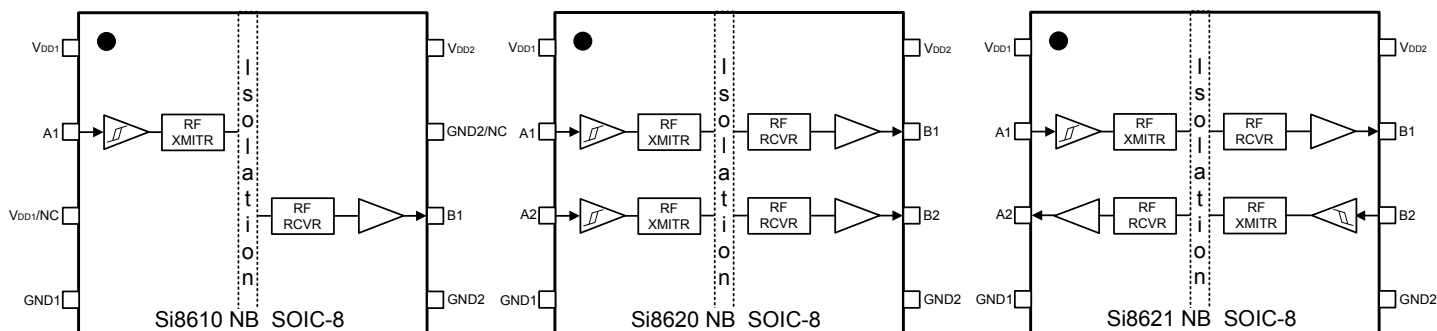 VDD1
VDD2
A1
RF XMITR
GND2/NC
VDD1/NC
RF RCVR
B1
GND1
GND2
Isolation
Si8610 NB SOIC-8
VDD1
VDD2
A1
RF XMITR
RF RCVR
B1
A2
RF XMITR
RF RCVR
B2
GND1
GND2
Isolation
Si8620 NB SOIC-8
VDD1
VDD2
A1
RF XMITR
RF RCVR
B1
A2
RF RCVR
RF XMITR
B2
GND1
GND2
Isolation
Si8621 NB SOIC-8